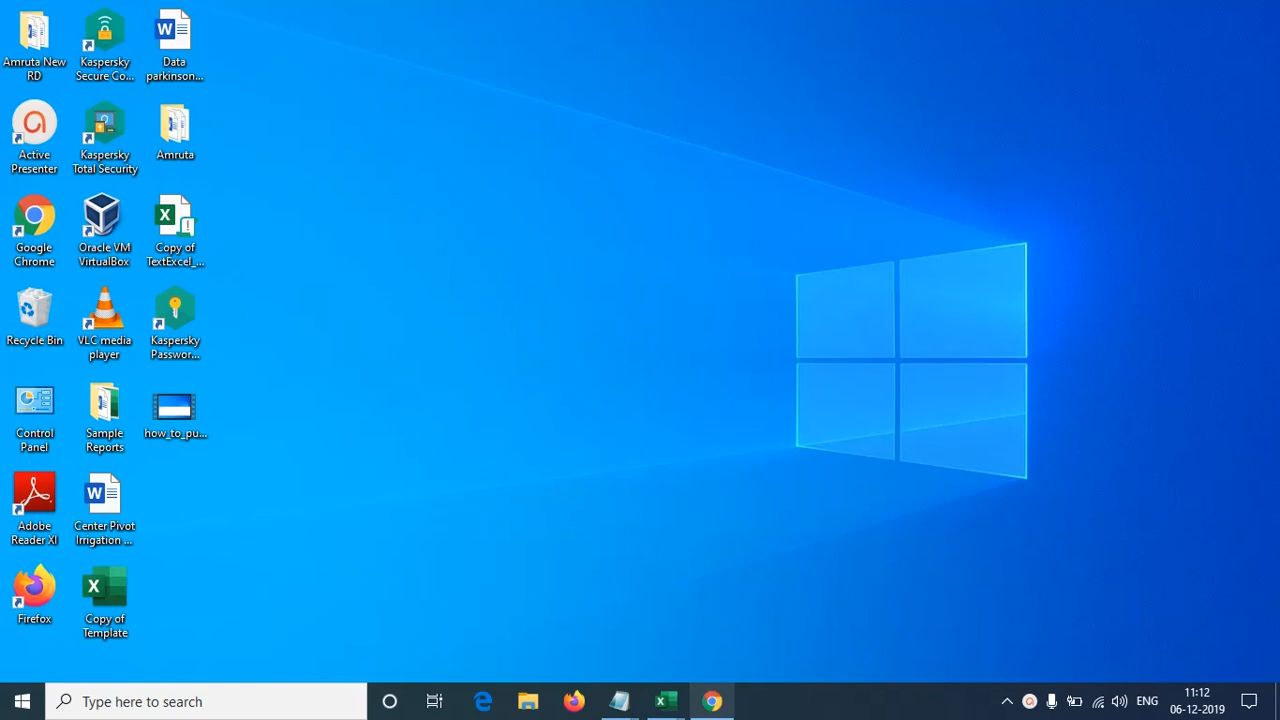 Amruta New
RD
Kaspersky
Secure Co...
Data
parkinson...
Active
Presenter
Kaspersky
Total Security
Amruta
Google
Chrome
Oracle VM
VirtualBox
Copy of
TextExcel_...
Recycle Bin
VLC media
player
Kaspersky
Passwor...
Control
Panel
Sample
Reports
how_to_pu...
Adobe
Reader XI
Center Pivot
Irrigation ...
Firefox
Copy of
Template
Type here to search
ENG
11:12
06-12-2019